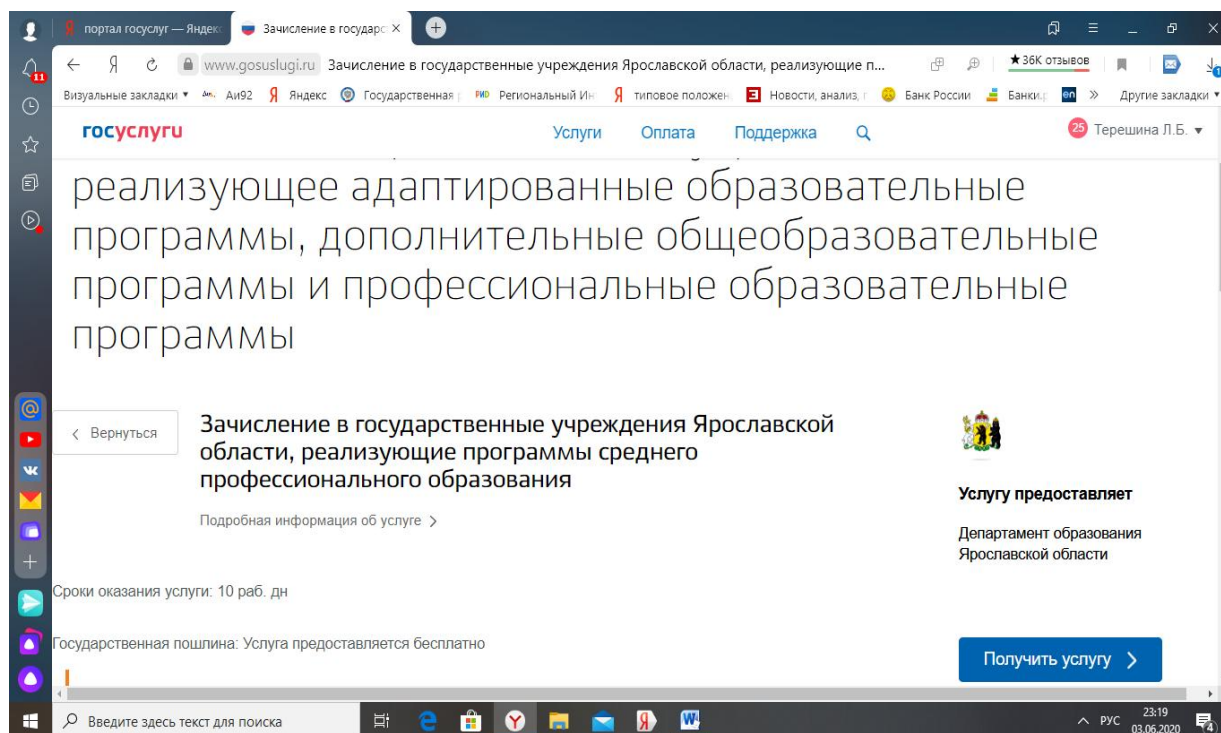 портал госуслуг — Яндекс
Зачисление в государс
www.gosuslugi.ru Зачисление в государственные учреждения Ярославской области, реализующие п...
★ 36К отзывов
11
Визуальные закладки
Аи92
Яндекс
Государственная
Региональный
типовое положен
Новости, анализ,
Банк России
Банки.
en
Другие закладки
госуслуги
Услуги
Оплата
Поддержка
25 Терешина Л.Б.
реализующее адаптированные образовательные
программы, дополнительные общеобразовательные
программы и профессиональные образовательные
программы
Вернуться
Зачисление в государственные учреждения Ярославской
области, реализующие программы среднего
профессионального образования
Подробная информация об услуге
Услугу предоставляет
Департамент образования
Ярославской области
Сроки оказания услуги: 10 раб. дн
Государственная пошлина: Услуга предоставляется бесплатно
Получить услугу
Введите здесь текст для поиска
РУС
23:19
03.06.2020